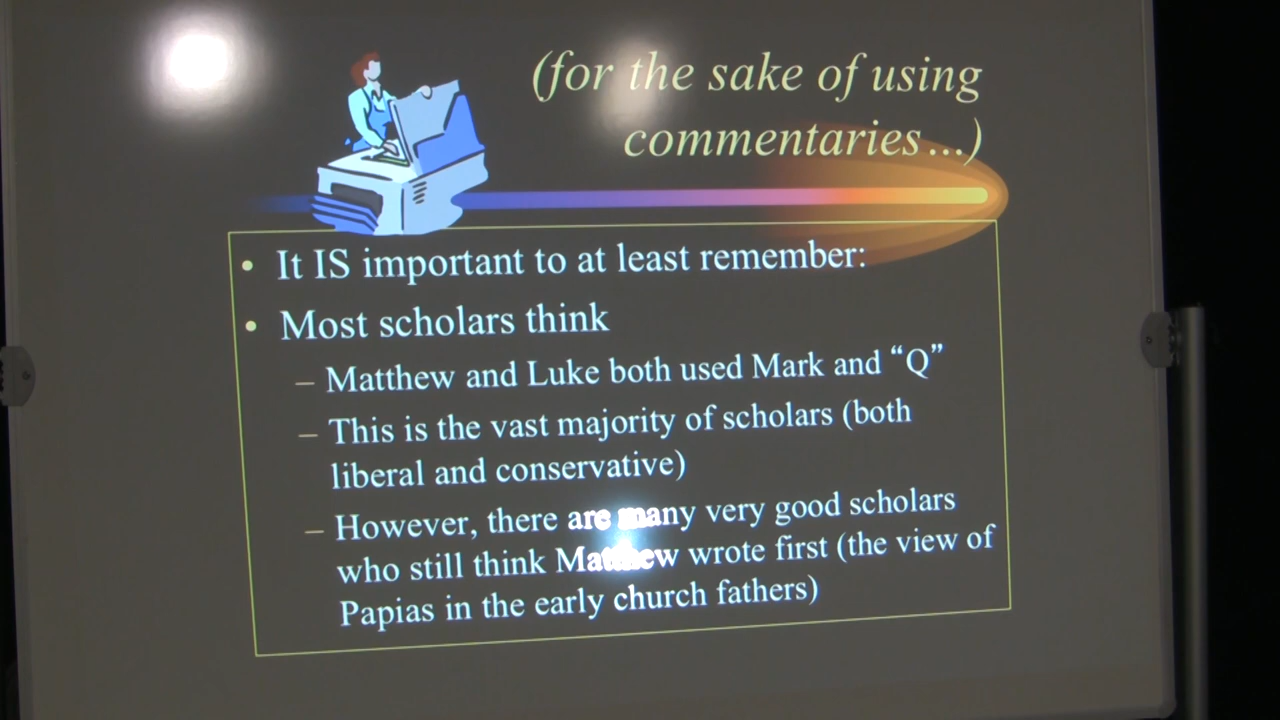 (for the sake of using
commentaries...)
• It IS important to at least remember:
• Most scholars think
– Matthew and Luke both used Mark and “Q”
– This is the vast majority of scholars (both
liberal and conservative)
– However, there are many very good scholars
who still think Matthew wrote first (the view of
Papias in the early church fathers)